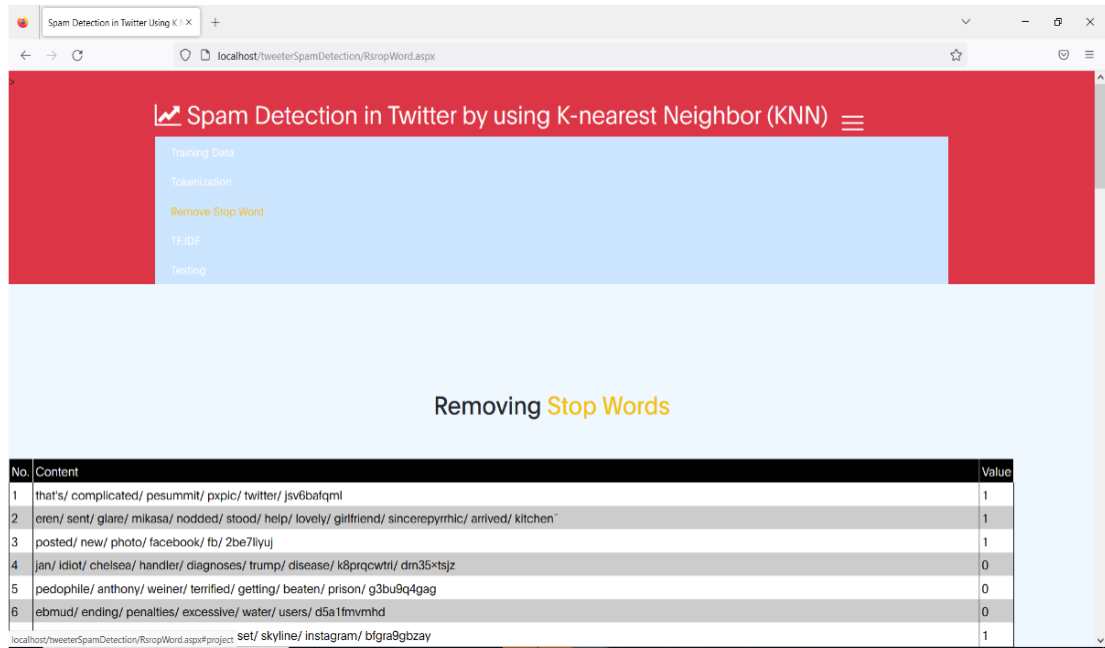 Spam Detection in Twitter Using K
localhost/tweeterSpamDetection/RsropWord.aspx
>
Spam Detection in Twitter by using K-nearest Neighbor (KNN)
Training Data
Tokenization
Remove Stop Word
TF.IDF
Testing
Removing Stop Words
No. Content Value
1 that's/ complicated/ pesummit/ pxpic/ twitter/ jsv6bafqml 1
2 eren/ sent/ glare/ mikasa/ nodded/ stood/ help/ lovely/ girlfriend/ sincerepyrrhic/ arrived/ kitchen˜ 1
3 posted/ new/ photo/ facebook/ fb/ 2be7liyuj 1
4 jan/ idiot/ chelsea/ handler/ diagnoses/ trump/ disease/ k8prqcwtri/ drn35×tsjz 0
5 pedophile/ anthony/ weiner/ terrified/ getting/ beaten/ prison/ g3bu9q4gag 0
6 ebmud/ ending/ penalties/ excessive/ water/ users/ d5a1fmvmhd 0
set/ skyline/ instagram/ bfgra9gbzay 1
localhost/tweeterSpamDetection/RsropWord.aspx#project